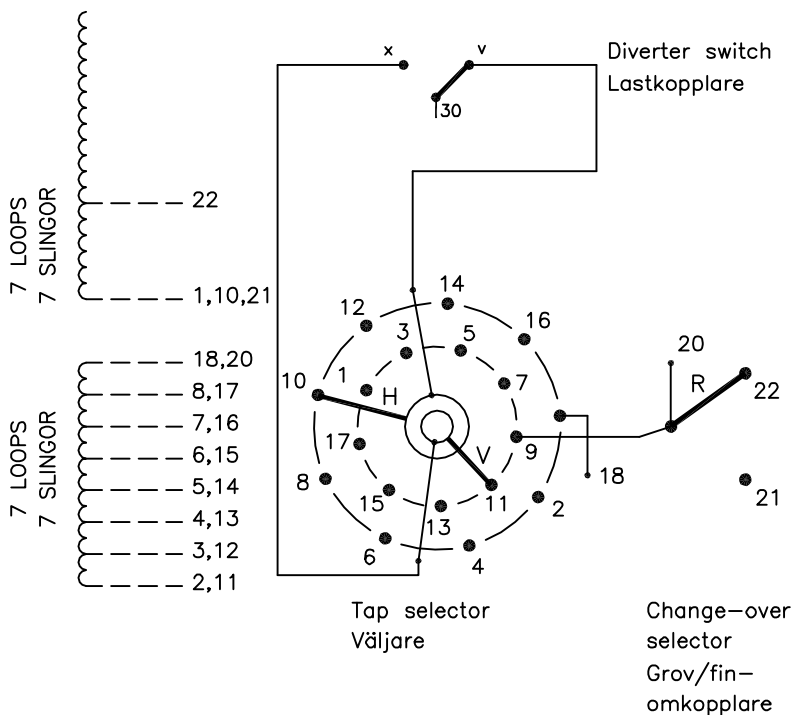 x
v
30
Diverter switch
Lastkopplare
7 LOOPS
7 SLINGOR
22
1,10,21
18,20
8,17
7,16
6,15
5,14
4,13
3,12
2,11
7 LOOPS
7 SLINGOR
14
12
16
3
5
10
1
H
7
17
V
9
8
15
11
18
2
13
6
4
20
R
22
21
Tap selector
Väljare
Change-over
selector
Grov/fin-
omkopplare